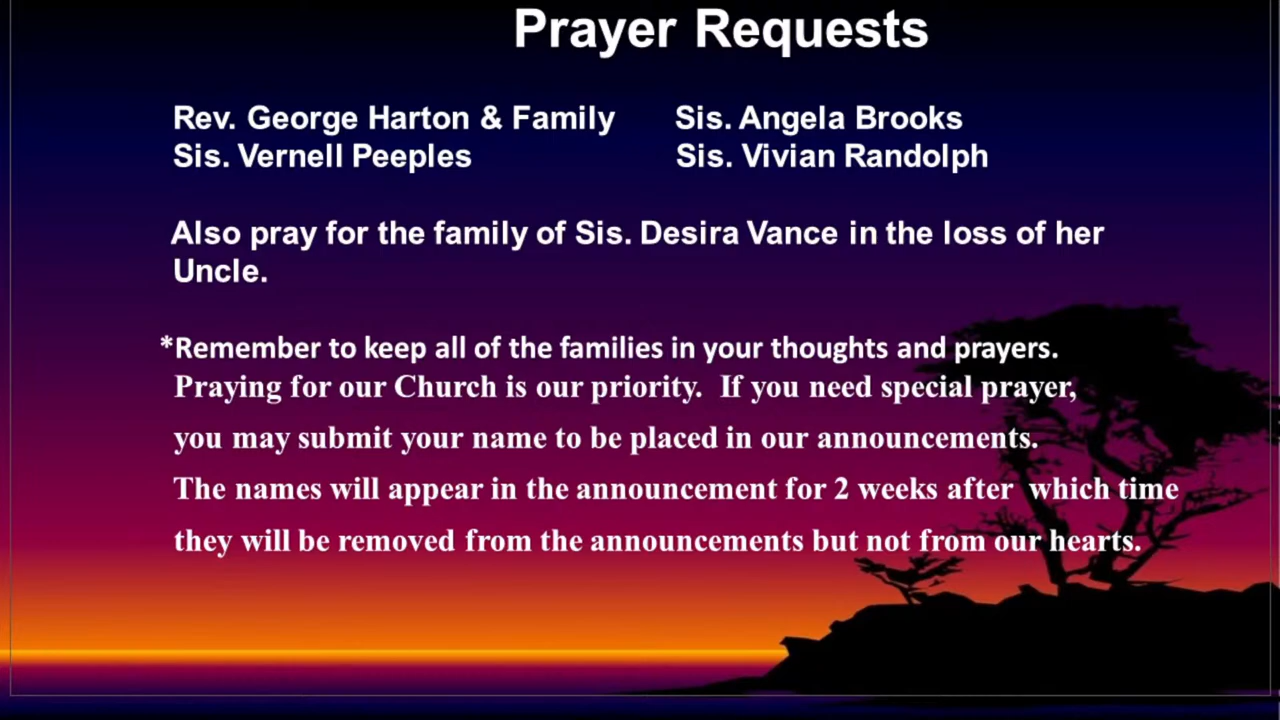 Prayer Requests
Rev. George Harton & Family Sis. Angela Brooks
Sis. Vernell Peeples Sis. Vivian Randolph
Also pray for the family of Sis. Desira Vance in the loss of her
Uncle.
*Remember to keep all of the families in your thoughts and prayers.
Praying for our Church is our priority. If you need special prayer,
you may submit your name to be placed in our announcements.
The names will appear in the announcement for 2 weeks after which time
they will be removed from the announcements but not from our hearts.